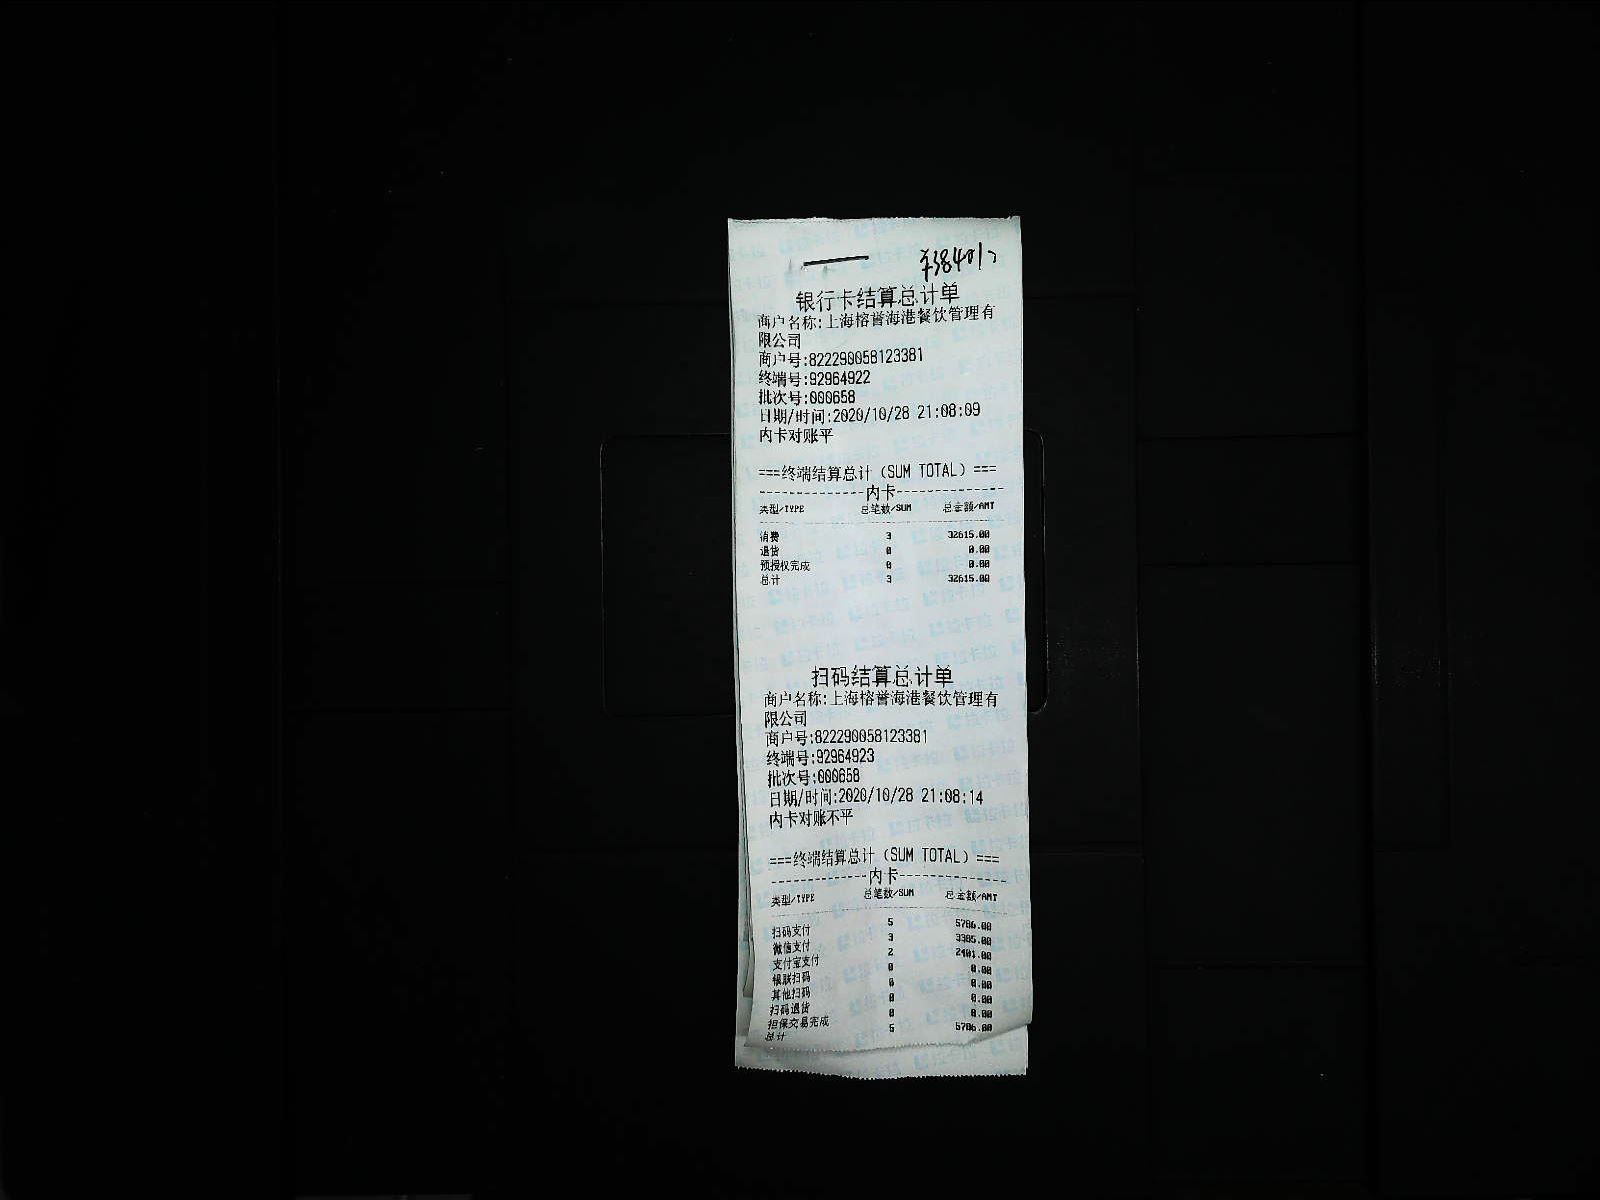 ¥38401
银行卡结算总计单
商户名称:上海榕誉海港餐饮管理有
限公司
商户号:822290058123381
终端号:92964922
批次号:000658
日期/时间:2020/10/28 21:08:09
内卡对账平
===终端结算总计（SUM TOTAL）===
--------------内卡--------------
类型/TYPE 总笔数/SUM 总金额/AMT
消费 3 32615.00
退货 0 0.00
预授权完成 0 0.00
总计 3 32615.00
扫码结算总计单
商户名称:上海榕誉海港餐饮管理有
限公司
商户号:822290058123381
终端号:92964923
批次号:000658
日期/时间:2020/10/28 21:08:14
内卡对账不平
===终端结算总计（SUM TOTAL）===
--------------内卡--------------
类型/TYPE 总笔数/SUM 总金额/AMT
扫码支付 5 5786.00
微信支付 3 3385.00
支付宝支付 2 2401.00
银联扫码 0 0.00
其他扫码 0 0.00
扫码退货 0 0.00
担保交易完成 0 0.00
总计 5 5786.00